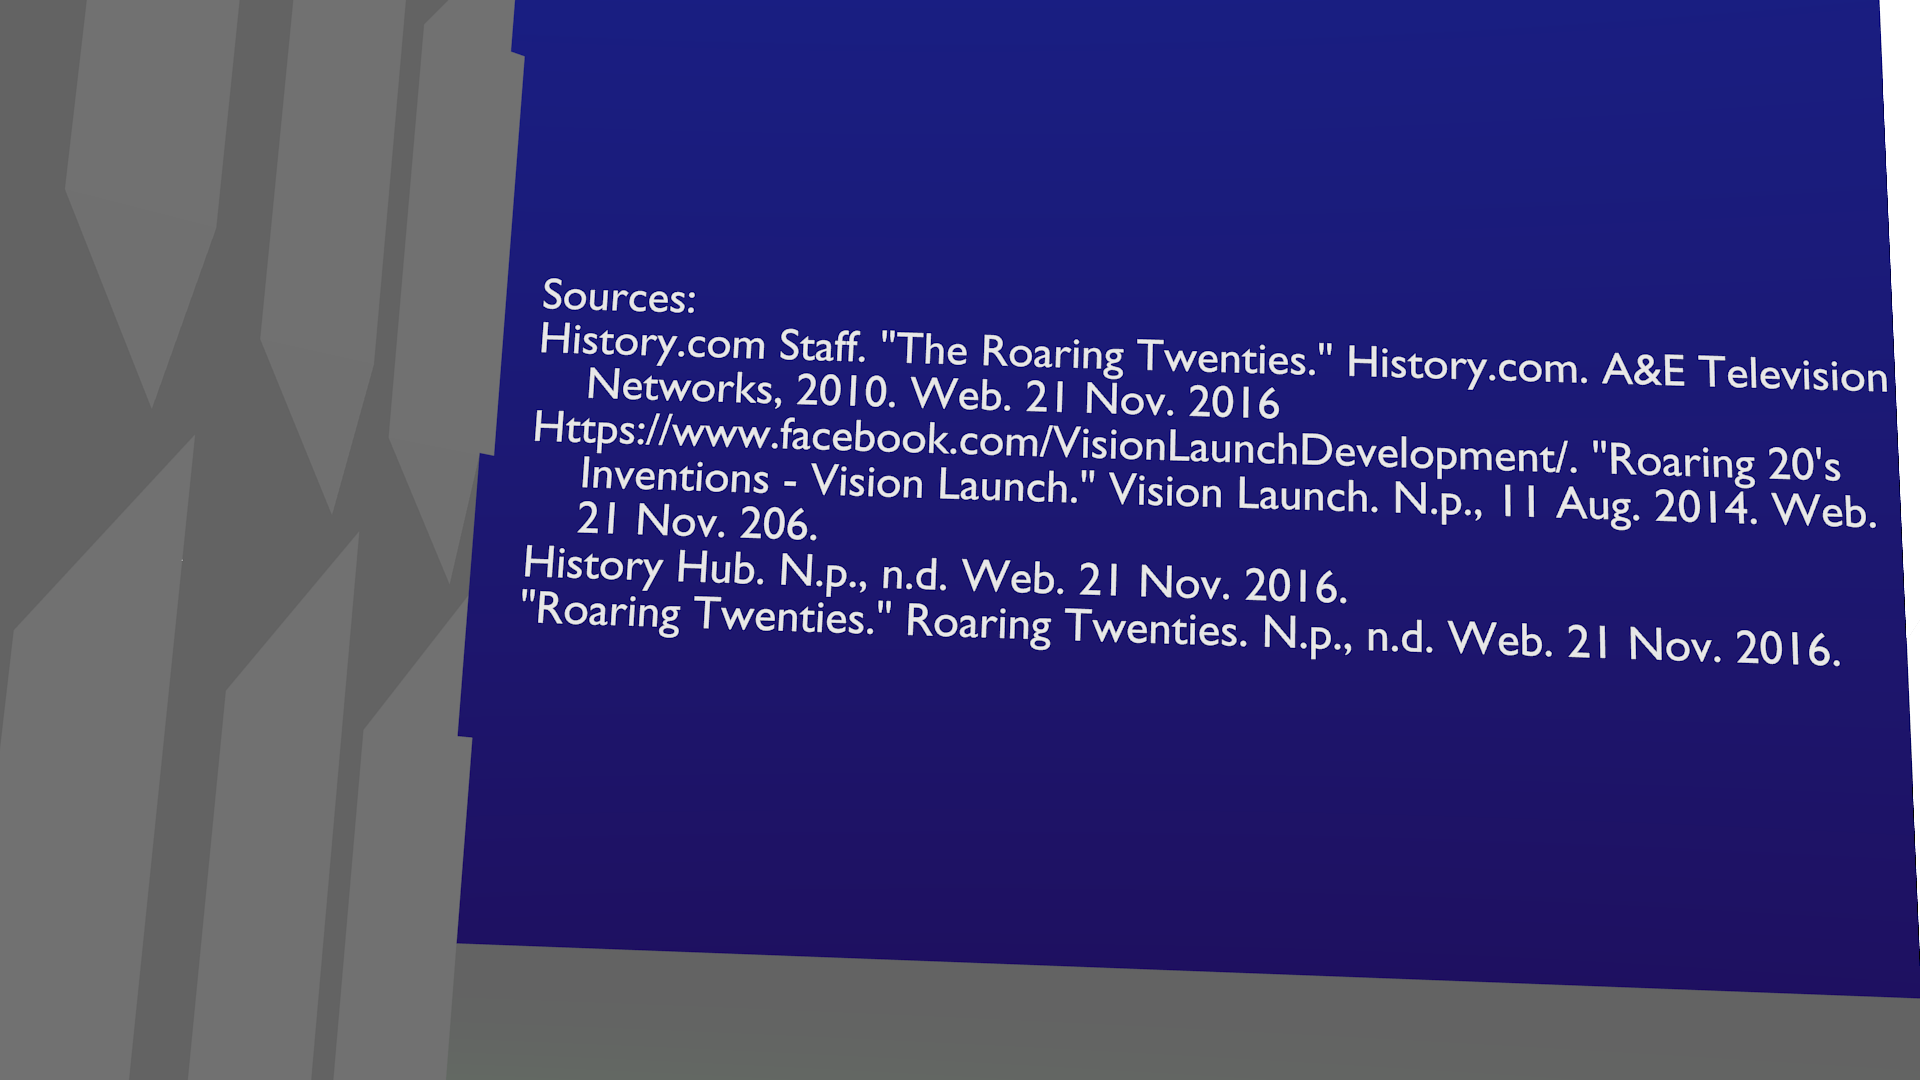 Sources:
History.com Staff. "The Roaring Twenties." History.com. A&E Television
Networks, 2010. Web. 21 Nov. 2016
Https://www.facebook.com/VisionLaunchDevelopment/. "Roaring 20's
Inventions - Vision Launch." Vision Launch. N.p., 11 Aug. 2014. Web.
21 Nov. 206.
History Hub. N.p., n.d. Web. 21 Nov. 2016.
"Roaring Twenties." Roaring Twenties. N.p., n.d. Web. 21 Nov. 2016.